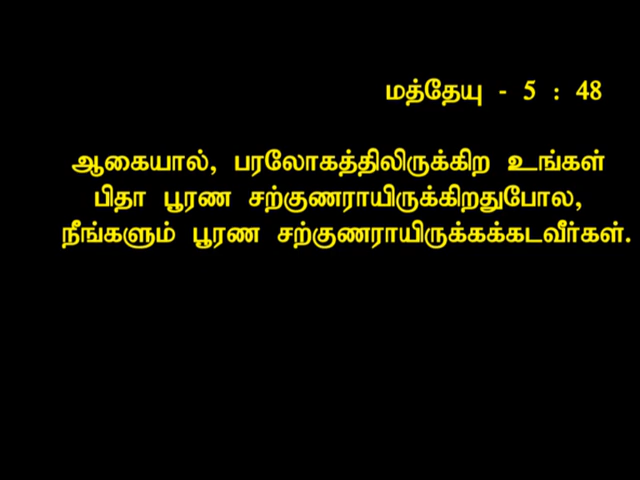 மத்தேயு - 5 : 48
ஆகையால், பரலோகத்திலிருக்கிற உங்கள்
பிதா பூரண சற்குணராயிருக்கிறதுபோல,
நீங்களும் பூரண சற்குணராயிருக்கக்கடவீர்கள்.